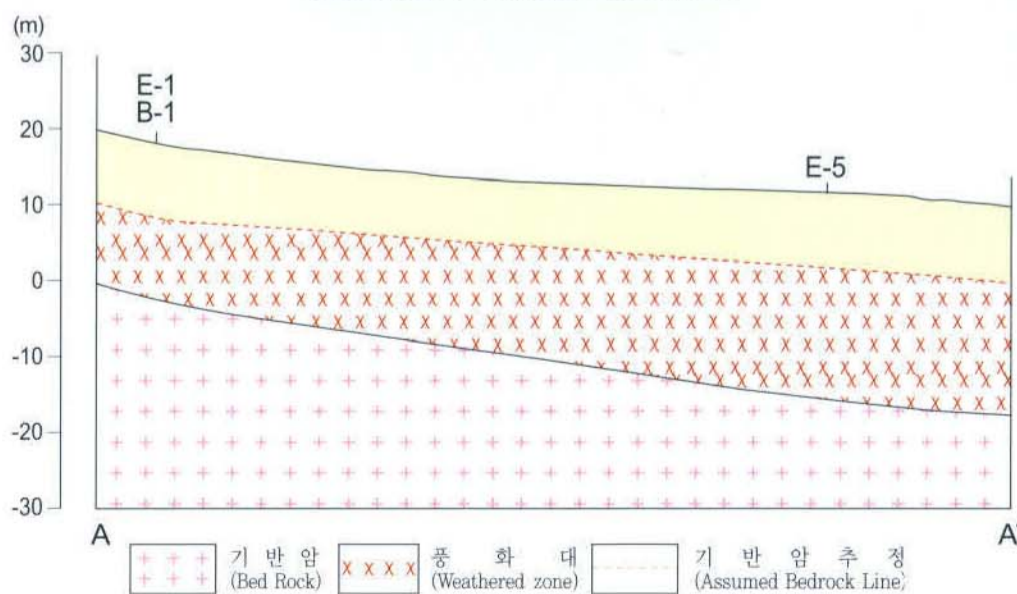 (m)
30
20
10
0
-10
-20
-30
E-1
B-1
E-5
A
A'
기 반 암
(Bed Rock)
풍 화 대
(Weathered zone)
기 반 암 추 정
(Assumed Bedrock Line)